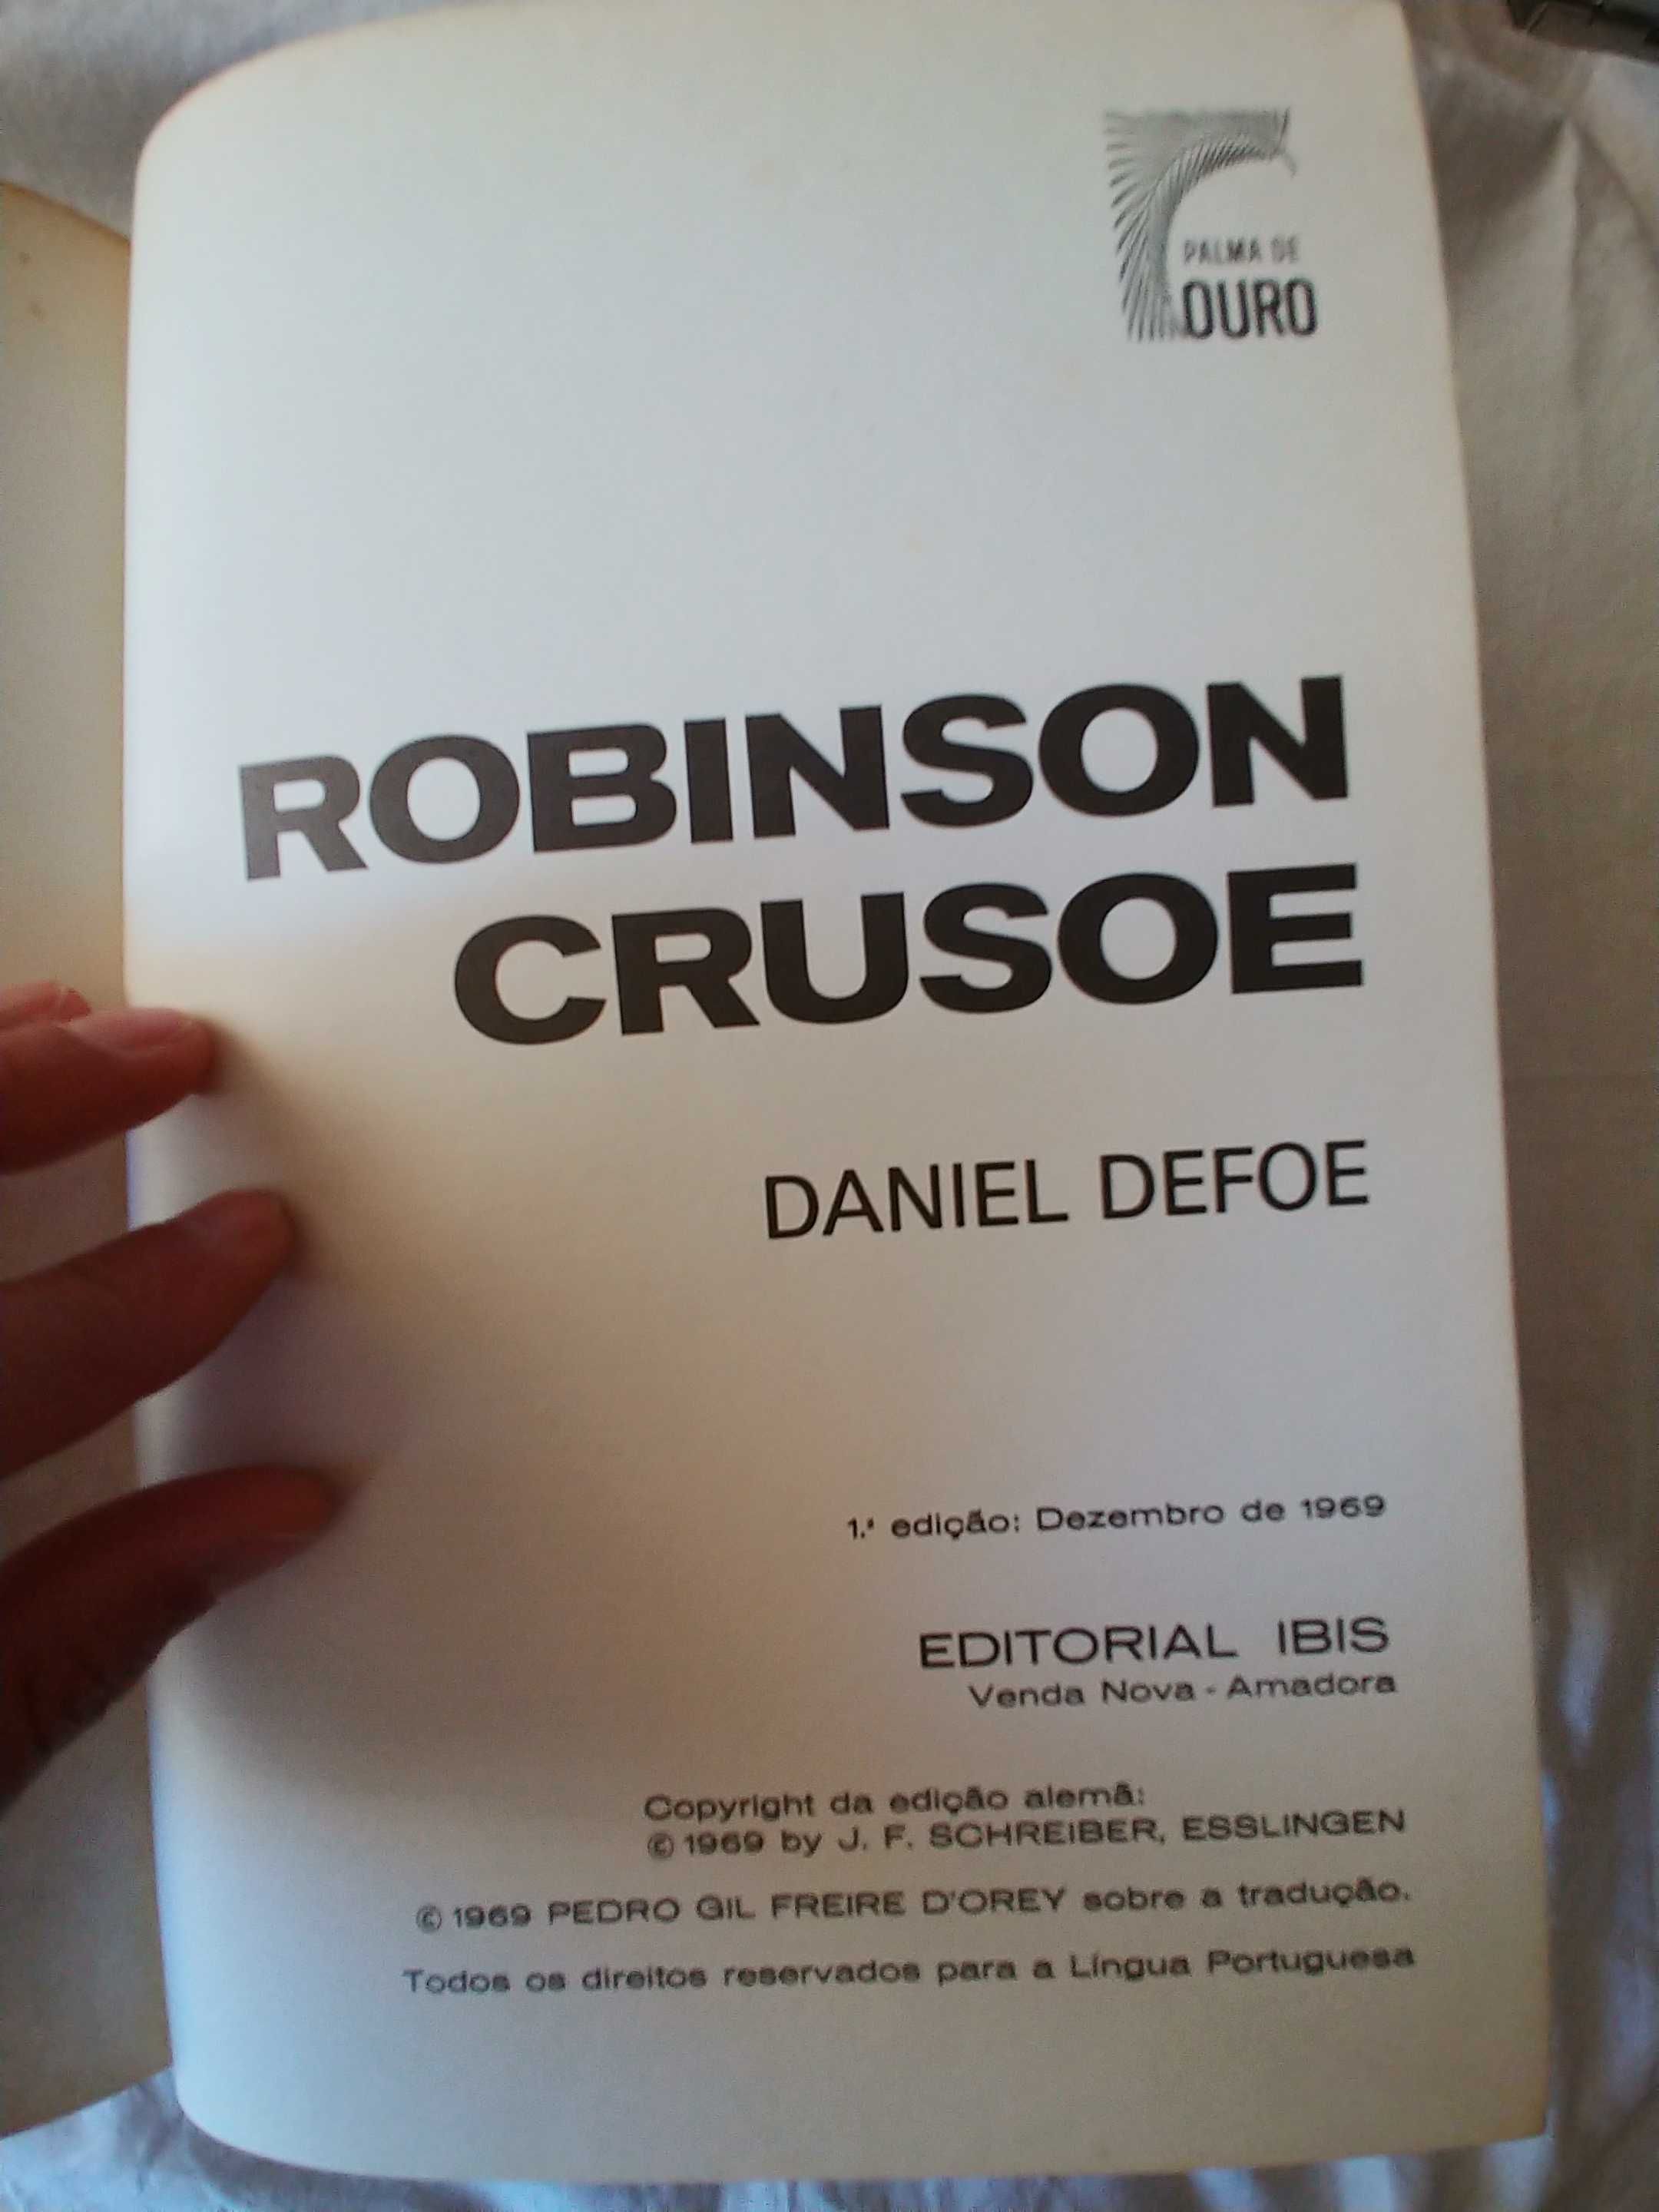 PALMA DE
OURO
ROBINSON
CRUSOE
DANIEL DEFOE
1.ª edição: Dezembro de 1969
EDITORIAL IBIS
Venda Nova - Amadora
Copyright da edição alemã:
© 1969 by J. F. SCHREIBER, ESSLINGEN
© 1969 PEDRO GIL FREIRE D'OREY sobre a tradução.
Todos os direitos reservados para a Língua Portuguesa